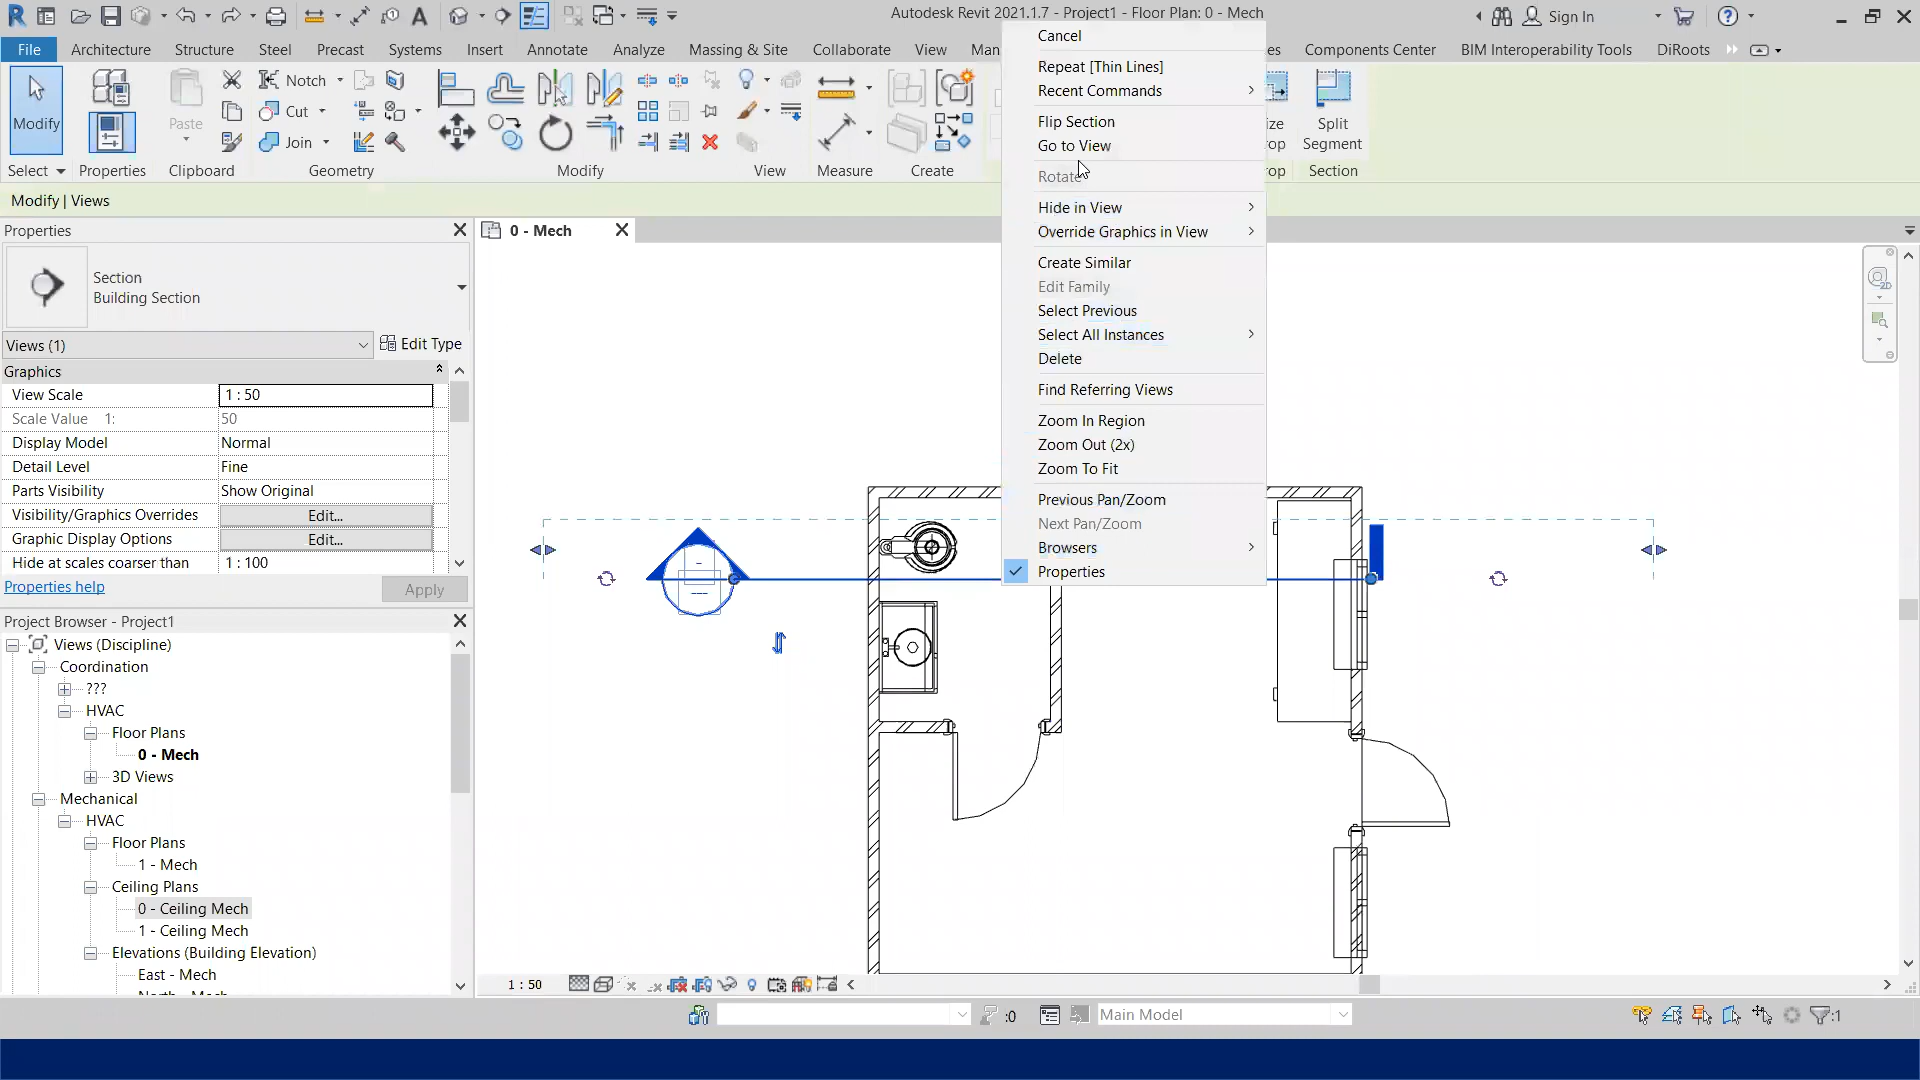 Autodesk Revit 2021.1.7 - Project1 - Floor Plan: 0 - Mech
Sign In
File
Architecture
Structure
Steel
Precast
Systems
Insert
Annotate
Analyze
Massing & Site
Collaborate
View
Man
es
Components Center
BIM Interoperability Tools
DiRoots
Modify
Paste
Notch
Cut
Join
ze
op
Split
Segment
Select
Properties
Clipboard
Geometry
Modify
View
Measure
Create
op
Section
Modify | Views
Properties
Section
Building Section
Views (1)
Edit Type
Graphics
View Scale
1 : 50
Scale Value 1:
50
Display Model
Normal
Detail Level
Fine
Parts Visibility
Show Original
Visibility/Graphics Overrides
Edit...
Graphic Display Options
Edit...
Hide at scales coarser than
1 : 100
Properties help
Apply
Project Browser - Project1
Views (Discipline)
Coordination
???
HVAC
Floor Plans
0 - Mech
3D Views
Mechanical
HVAC
Floor Plans
1 - Mech
Ceiling Plans
0 - Ceiling Mech
1 - Ceiling Mech
Elevations (Building Elevation)
East - Mech
0 - Mech
Cancel
Repeat [Thin Lines]
Recent Commands
Flip Section
Go to View
Rotate
Hide in View
Override Graphics in View
Create Similar
Edit Family
Select Previous
Select All Instances
Delete
Find Referring Views
Zoom In Region
Zoom Out (2x)
Zoom To Fit
Previous Pan/Zoom
Next Pan/Zoom
Browsers
Properties
2D
1 : 50
:0
Main Model
:1